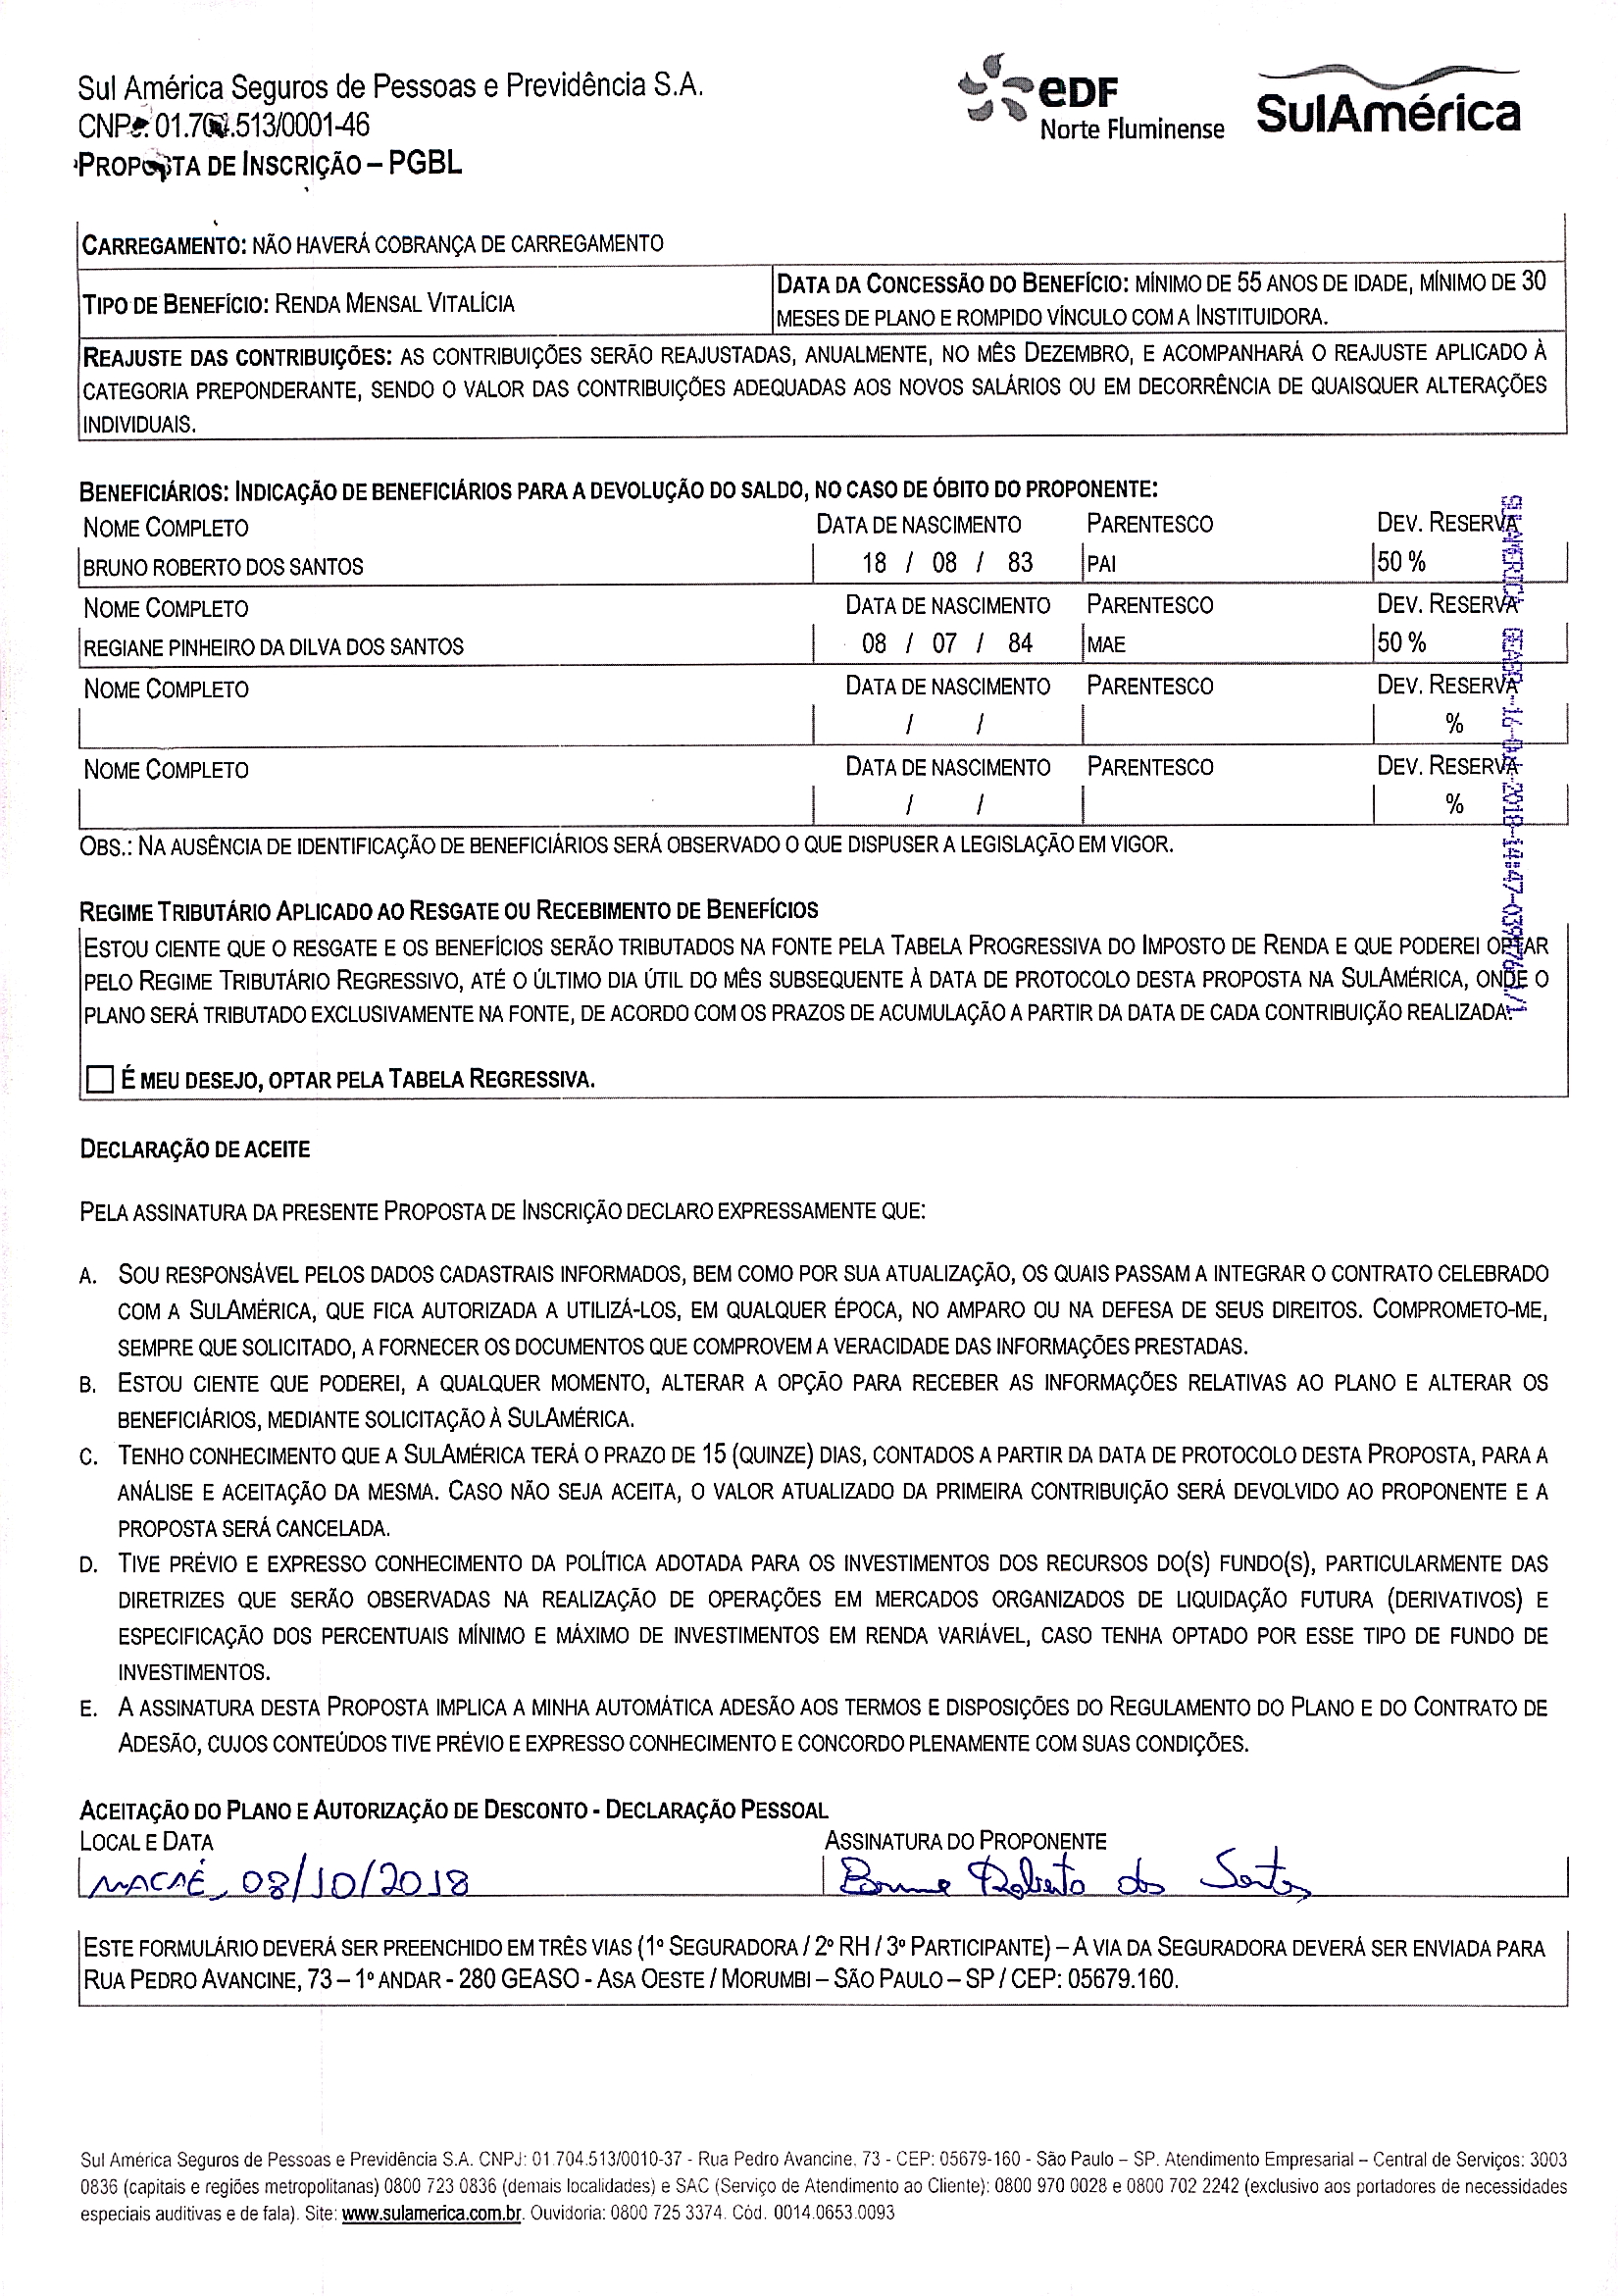 Sul América Seguros de Pessoas e Previdência S.A.
01.704.513/0001-46
PROPOSTA DE INSCRIÇÃO – PGBL
eDF
Norte Fluminense
SulAmérica
CARREGAMENTO: NÃO HAVERÁ COBRANÇA DE CARREGAMENTO
TIPO DE BENEFÍCIO: RENDA MENSAL VITALÍCIA
DATA DA CONCESSÃO DO BENEFÍCIO: MÍNIMO DE 55 ANOS DE IDADE, MÍNIMO DE 30
MESES DE PLANO E ROMPIDO VÍNCULO COM A INSTITUIDORA.
REAJUSTE DAS CONTRIBUIÇÕES: AS CONTRIBUIÇÕES SERÃO REAJUSTADAS, ANUALMENTE, NO MÊS DEZEMBRO, E ACOMPANHARÁ O REAJUSTE APLICADO À
CATEGORIA PREPONDERANTE, SENDO O VALOR DAS CONTRIBUIÇÕES ADEQUADAS AOS NOVOS SALÁRIOS OU EM DECORRÊNCIA DE QUAISQUER ALTERAÇÕES
INDIVIDUAIS.
BENEFICIÁRIOS: INDICAÇÃO DE BENEFICIÁRIOS PARA A DEVOLUÇÃO DO SALDO, NO CASO DE ÓBITO DO PROPONENTE:
NOME COMPLETO DATA DE NASCIMENTO PARENTESCO DEV. RESERVA
BRUNO ROBERTO DOS SANTOS 18 / 08 / 83 PAI 50 %
NOME COMPLETO DATA DE NASCIMENTO PARENTESCO DEV. RESERVA
REGIANE PINHEIRO DA DILVA DOS SANTOS 08 / 07 / 84 MAE 50 %
NOME COMPLETO DATA DE NASCIMENTO PARENTESCO DEV. RESERVA
/ / %
NOME COMPLETO DATA DE NASCIMENTO PARENTESCO DEV. RESERVA
/ / %
OBS.: NA AUSÊNCIA DE IDENTIFICAÇÃO DE BENEFICIÁRIOS SERÁ OBSERVADO O QUE DISPUSER A LEGISLAÇÃO EM VIGOR.
REGIME TRIBUTÁRIO APLICADO AO RESGATE OU RECEBIMENTO DE BENEFÍCIOS
ESTOU CIENTE QUE O RESGATE E OS BENEFÍCIOS SERÃO TRIBUTADOS NA FONTE PELA TABELA PROGRESSIVA DO IMPOSTO DE RENDA E QUE PODEREI OPTAR
PELO REGIME TRIBUTÁRIO REGRESSIVO, ATÉ O ÚLTIMO DIA ÚTIL DO MÊS SUBSEQUENTE À DATA DE PROTOCOLO DESTA PROPOSTA NA SULAMÉRICA, ONDE O
PLANO SERÁ TRIBUTADO EXCLUSIVAMENTE NA FONTE, DE ACORDO COM OS PRAZOS DE ACUMULAÇÃO A PARTIR DA DATA DE CADA CONTRIBUIÇÃO REALIZADA.
É MEU DESEJO, OPTAR PELA TABELA REGRESSIVA.
DECLARAÇÃO DE ACEITE
PELA ASSINATURA DA PRESENTE PROPOSTA DE INSCRIÇÃO DECLARO EXPRESSAMENTE QUE:
A. SOU RESPONSÁVEL PELOS DADOS CADASTRAIS INFORMADOS, BEM COMO POR SUA ATUALIZAÇÃO, OS QUAIS PASSAM A INTEGRAR O CONTRATO CELEBRADO
COM A SULAMÉRICA, QUE FICA AUTORIZADA A UTILIZÁ-LOS, EM QUALQUER ÉPOCA, NO AMPARO OU NA DEFESA DE SEUS DIREITOS. COMPROMETO-ME,
SEMPRE QUE SOLICITADO, A FORNECER OS DOCUMENTOS QUE COMPROVEM A VERACIDADE DAS INFORMAÇÕES PRESTADAS.
B. ESTOU CIENTE QUE PODEREI, A QUALQUER MOMENTO, ALTERAR A OPÇÃO PARA RECEBER AS INFORMAÇÕES RELATIVAS AO PLANO E ALTERAR OS
BENEFICIÁRIOS, MEDIANTE SOLICITAÇÃO À SULAMÉRICA.
C. TENHO CONHECIMENTO QUE A SULAMÉRICA TERÁ O PRAZO DE 15 (QUINZE) DIAS, CONTADOS A PARTIR DA DATA DE PROTOCOLO DESTA PROPOSTA, PARA A
ANÁLISE E ACEITAÇÃO DA MESMA. CASO NÃO SEJA ACEITA, O VALOR ATUALIZADO DA PRIMEIRA CONTRIBUIÇÃO SERÁ DEVOLVIDO AO PROPONENTE E A
PROPOSTA SERÁ CANCELADA.
D. TIVE PRÉVIO E EXPRESSO CONHECIMENTO DA POLÍTICA ADOTADA PARA OS INVESTIMENTOS DOS RECURSOS DO(S) FUNDO(S), PARTICULARMENTE DAS
DIRETRIZES QUE SERÃO OBSERVADAS NA REALIZAÇÃO DE OPERAÇÕES EM MERCADOS ORGANIZADOS DE LIQUIDAÇÃO FUTURA (DERIVATIVOS) E
ESPECIFICAÇÃO DOS PERCENTUAIS MÍNIMO E MÁXIMO DE INVESTIMENTOS EM RENDA VARIÁVEL, CASO TENHA OPTADO POR ESSE TIPO DE FUNDO DE
INVESTIMENTOS.
E. A ASSINATURA DESTA PROPOSTA IMPLICA A MINHA AUTOMÁTICA ADESÃO AOS TERMOS E DISPOSIÇÕES DO REGULAMENTO DO PLANO E DO CONTRATO DE
ADESÃO, CUJOS CONTEÚDOS TIVE PRÉVIO E EXPRESSO CONHECIMENTO E CONCORDO PLENAMENTE COM SUAS CONDIÇÕES.
ACEITAÇÃO DO PLANO E AUTORIZAÇÃO DE DESCONTO - DECLARAÇÃO PESSOAL
LOCAL E DATA ASSINATURA DO PROPONENTE
MACAÉ, 08/10/2018 Bruno Roberto dos Santos
ESTE FORMULÁRIO DEVERÁ SER PREENCHIDO EM TRÊS VIAS (1º SEGURADORA / 2º RH / 3º PARTICIPANTE) – A VIA DA SEGURADORA DEVERÁ SER ENVIADA PARA
RUA PEDRO AVANCINE, 73 – 1º ANDAR - 280 GEASO - ASA OESTE / MORUMBI – SÃO PAULO – SP / CEP: 05679.160.
Sul América Seguros de Pessoas e Previdência S.A. CNPJ: 01.704.513/0010-37 - Rua Pedro Avancine, 73 - CEP: 05679-160 - São Paulo – SP. Atendimento Empresarial – Central de Serviços: 3003
0836 (capitais e regiões metropolitanas) 0800 723 0836 (demais localidades) e SAC (Serviço de Atendimento ao Cliente): 0800 970 0028 e 0800 702 2242 (exclusivo aos portadores de necessidades
especiais auditivas e de fala). Site: www.sulamerica.com.br. Ouvidoria: 0800 725 3374. Cód. 0014.0653.0093